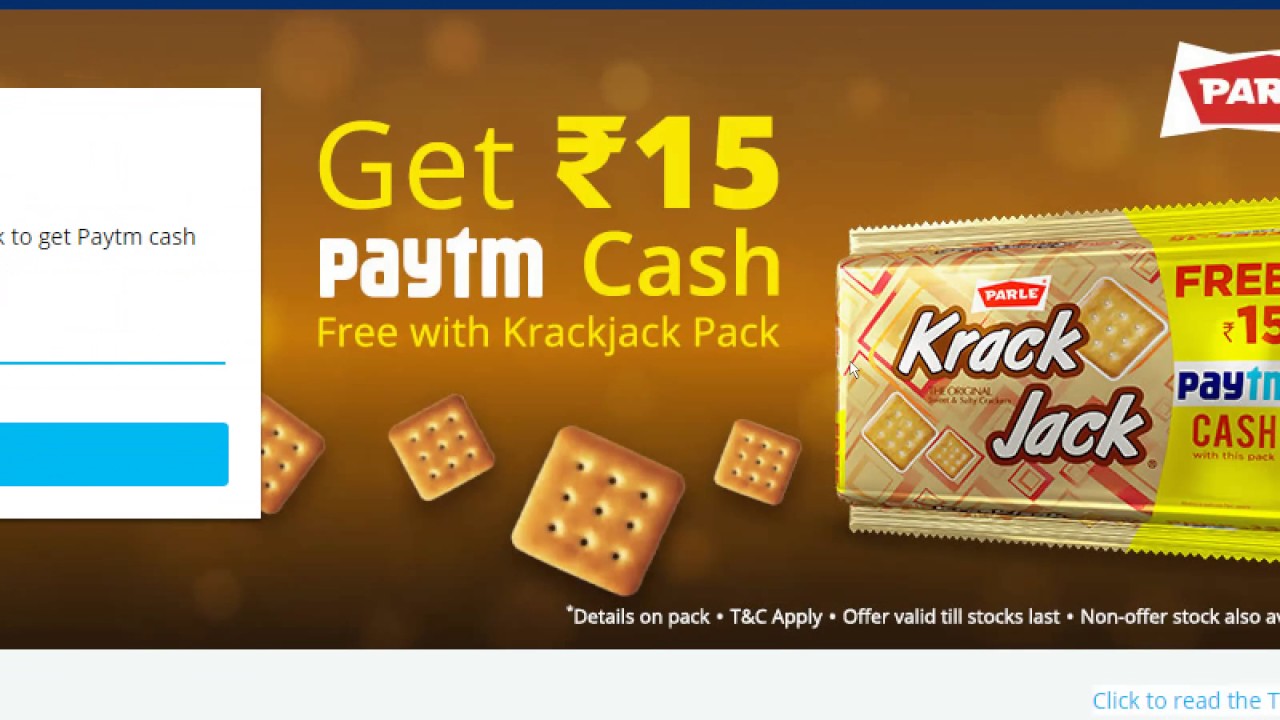 PAR
Get ₹15
paytm Cash
Free with Krackjack Pack
k to get Paytm cash
PARLE
Krack
Jack
THE ORIGINAL
Sweet & Salty Crackers
FREE
₹15
paytm
CASH
with this pack
*Details on pack • T&C Apply • Offer valid till stocks last • Non-offer stock also av
Click to read the T